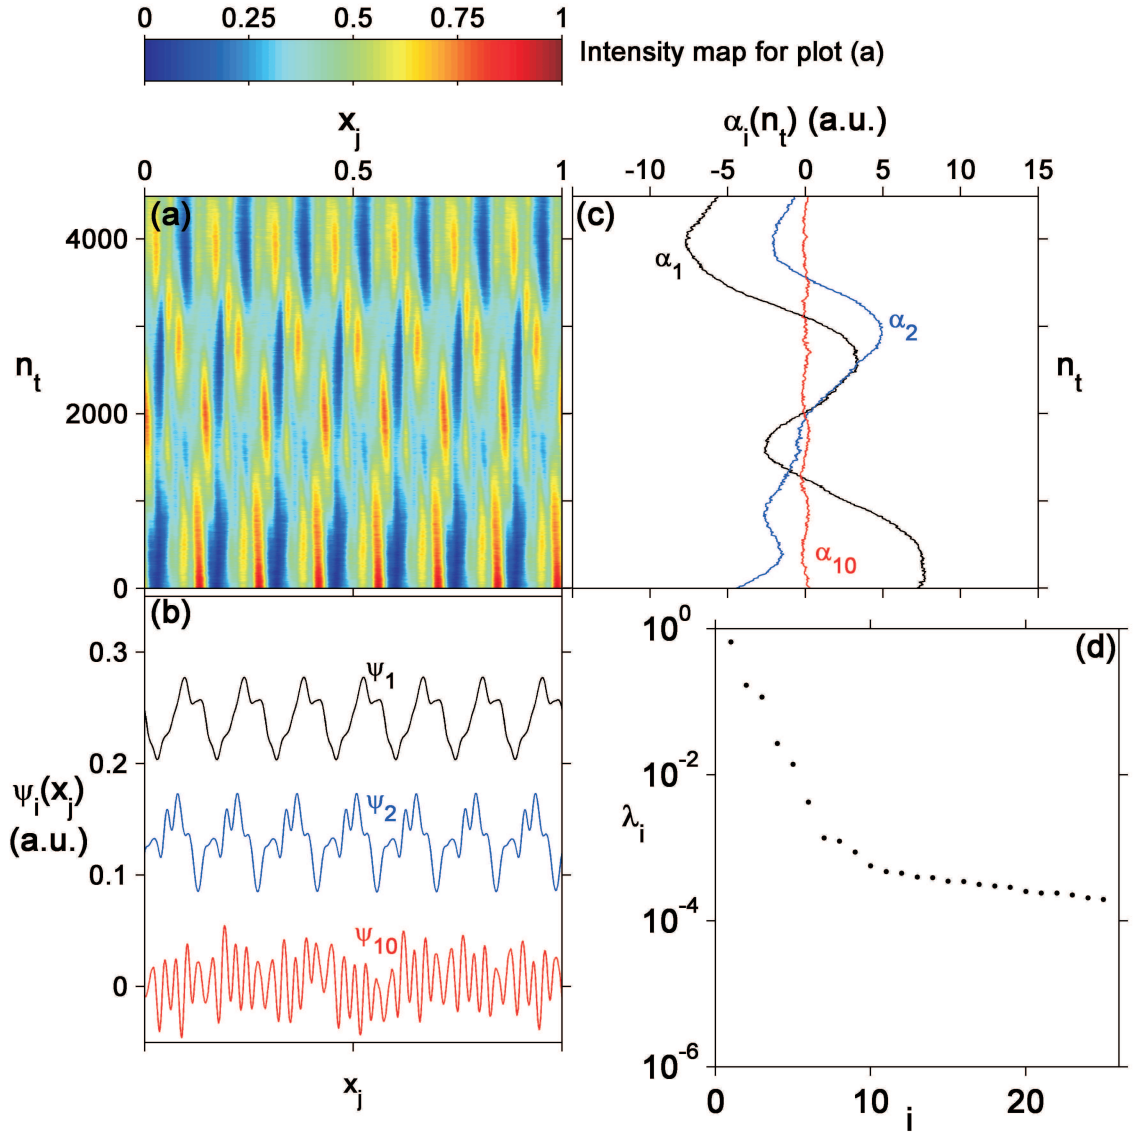 0 0.25 0.5 0.75 1
Intensity map for plot (a)
x_j
0 0.5 1
α_i(n_t) (a.u.)
-10 -5 0 5 10 15
(a)
4000
2000
0
n_t
(c)
α_1
α_2
α_10
n_t
(b)
0.3
0.2
0.1
0
ψ_i(x_j)
(a.u.)
ψ_1
ψ_2
ψ_10
x_j
(d)
10^0
10^-2
10^-4
10^-6
λ_i
0 10 20
i